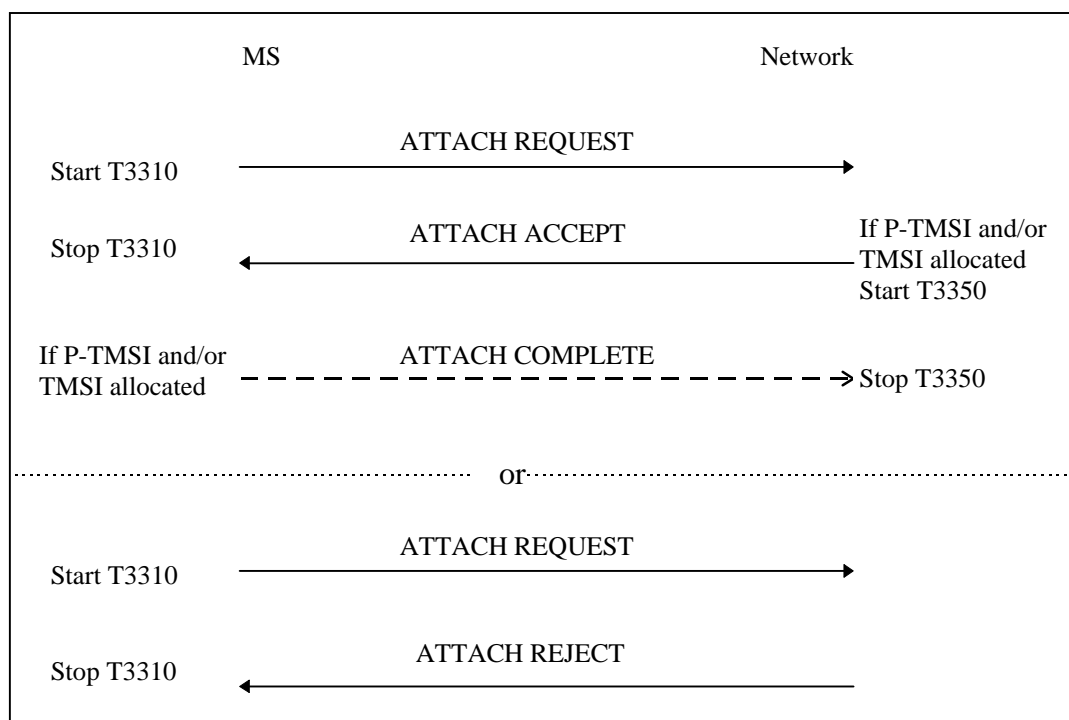 MS Network
ATTACH REQUEST
Start T3310
ATTACH ACCEPT
Stop T3310
If P-TMSI and/or
TMSI allocated
Start T3350
If P-TMSI and/or
TMSI allocated
ATTACH COMPLETE
Stop T3350
or
ATTACH REQUEST
Start T3310
ATTACH REJECT
Stop T3310